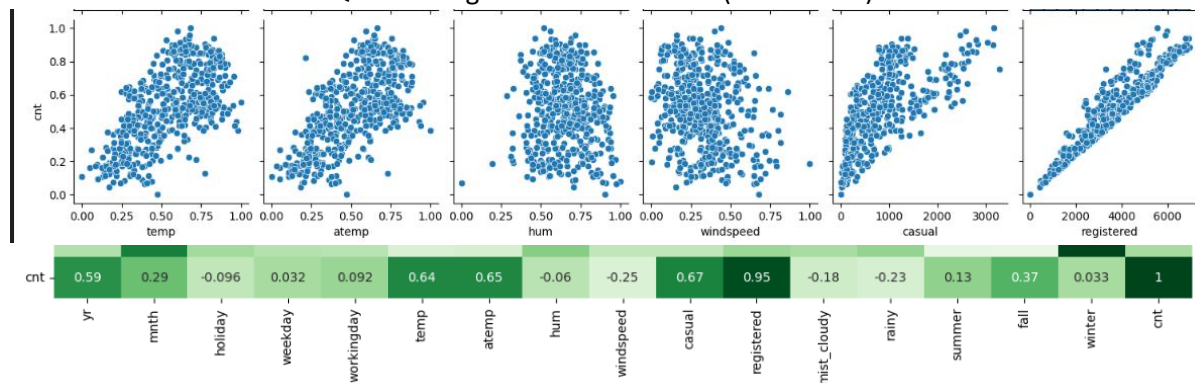 1.0
0.8
0.6
0.4
0.2
0.0
cnt
0.00 0.25 0.50 0.75 1.00
temp
0.00 0.25 0.50 0.75 1.00
atemp
0.00 0.25 0.50 0.75 1.00
hum
0.00 0.25 0.50 0.75 1.00
windspeed
0 1000 2000 3000
casual
0 2000 4000 6000
registered
cnt 0.59 0.29 -0.096 0.032 0.092 0.64 0.65 -0.06 -0.25 0.67 0.95 -0.18 -0.23 0.13 0.37 0.033 1
yr
mnth
holiday
weekday
workingday
temp
atemp
hum
windspeed
casual
registered
mist_cloudy
rainy
summer
fall
winter
cnt